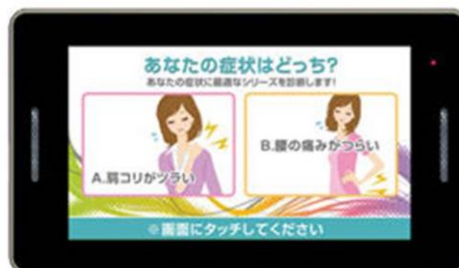 あなたの症状はどっち?
あなたの症状に最適なシリーズを診断します!
A.肩コリがツラい
B.腰の痛みがつらい
※画面にタッチしてください